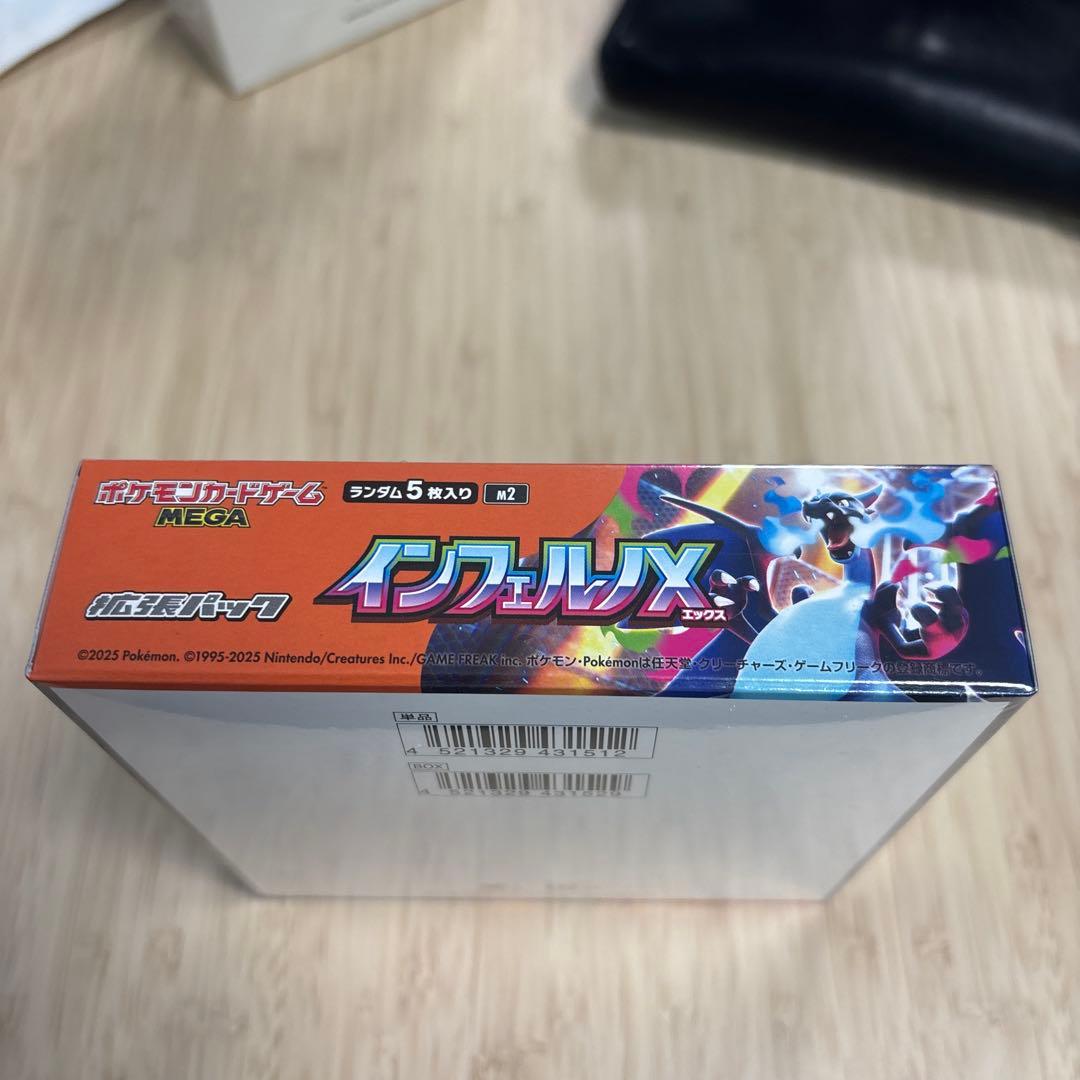 ポケモンカードゲーム
MEGA
ランダム5枚入り M2
インフェルノX
エックス
拡張パック
©2025 Pokémon. ©1995-2025 Nintendo/Creatures Inc./GAME FREAK inc. ポケモン・Pokémonは任天堂・クリーチャーズ・ゲームフリークの登録商標です。
単品
4 521329 431512
BOX
4 521329 431529